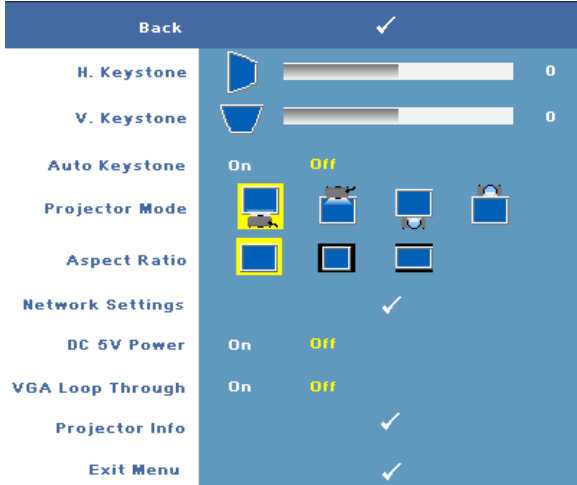 Back
H. Keystone 0
V. Keystone 0
Auto Keystone On Off
Projector Mode
Aspect Ratio
Network Settings
DC 5V Power On Off
VGA Loop Through On Off
Projector Info
Exit Menu